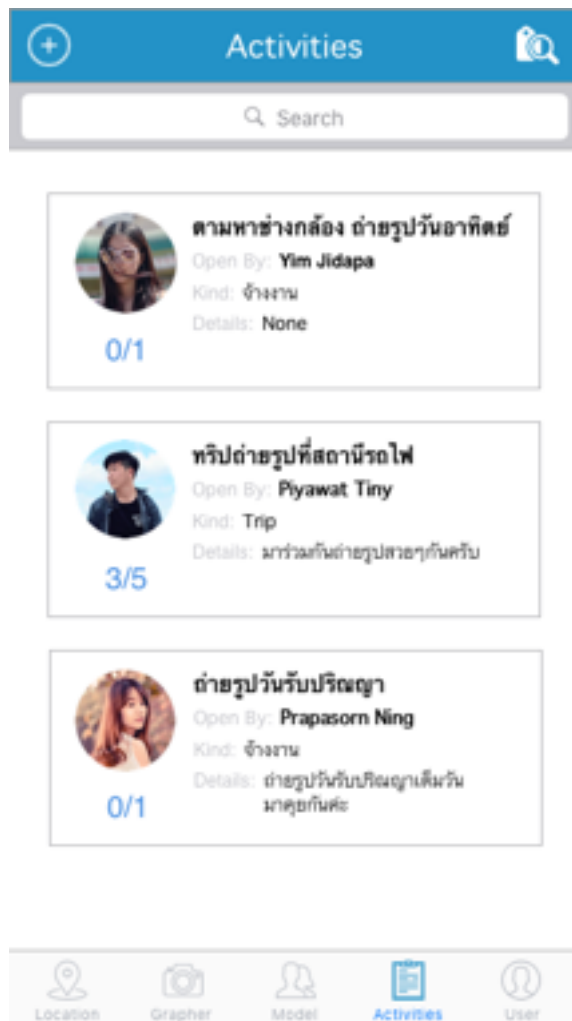 Activities
Search
ตามหาช่างกล้อง ถ่ายรูปวันอาทิตย์
Open By: Yim Jidapa
Kind: จ้างงาน
Details: None
0/1
ทริปถ่ายรูปที่สถานีรถไฟ
Open By: Piyawat Tiny
Kind: Trip
Details: มาร่วมกันถ่ายรูปสวยๆกันครับ
3/5
ถ่ายรูปวันรับปริญญา
Open By: Prapasorn Ning
Kind: จ้างงาน
Details: ถ่ายรูปวันรับปริญญาเต็มวัน
มาคุยกันค่ะ
0/1
Location Grapher Model Activities User